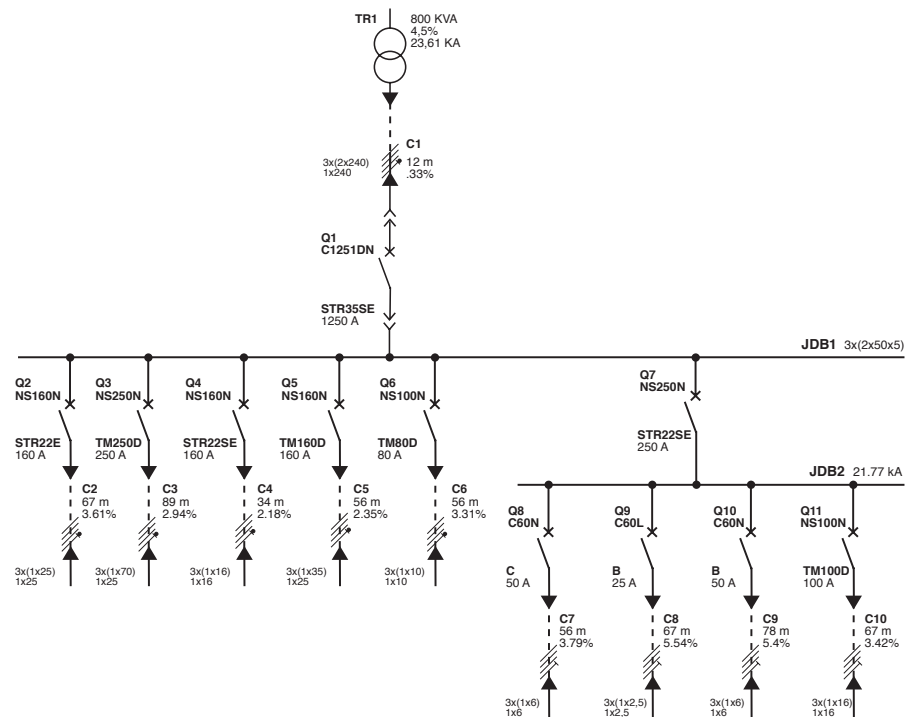 TR1
800 KVA
4,5%
23,61 KA
C1
12 m
.33%
3x(2x240)
1x240
Q1
C1251DN
STR35SE
1250 A
JDB1 3x(2x50x5)
Q2
NS160N
STR22E
160 A
C2
67 m
3.61%
3x(1x25)
1x25
Q3
NS250N
TM250D
250 A
C3
89 m
2.94%
3x(1x70)
1x25
Q4
NS160N
STR22SE
160 A
C4
34 m
2.18%
3x(1x16)
1x16
Q5
NS160N
TM160D
160 A
C5
56 m
2.35%
3x(1x35)
1x25
Q6
NS100N
TM80D
80 A
C6
56 m
3.31%
3x(1x10)
1x10
Q7
NS250N
STR22SE
250 A
JDB2 21.77 kA
Q8
C60N
C
50 A
C7
56 m
3.79%
3x(1x6)
1x6
Q9
C60L
B
25 A
C8
67 m
5.54%
3x(1x2,5)
1x2,5
Q10
C60N
B
50 A
C9
78 m
5.4%
3x(1x6)
1x6
Q11
NS100N
TM100D
100 A
C10
67 m
3.42%
3x(1x16)
1x16